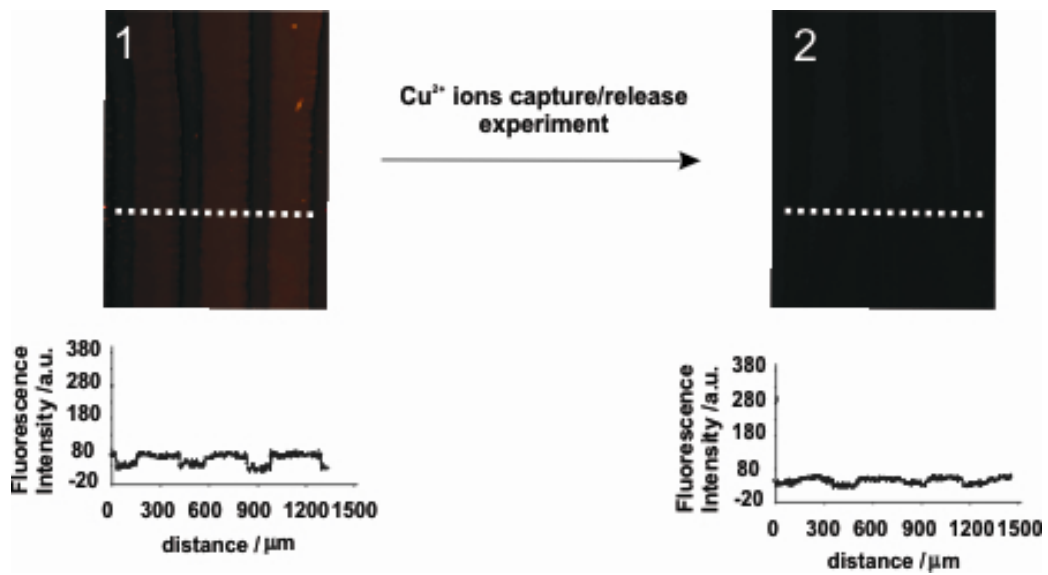 1
Cu²⁺ ions capture/release
experiment
2
Fluorescence
Intensity /a.u.
380
280
180
80
-20
0 300 600 900 1200 1500
distance / μm
Fluorescence
Intensity /a.u.
380
280
180
80
-20
0 300 600 900 1200 1500
distance / μm